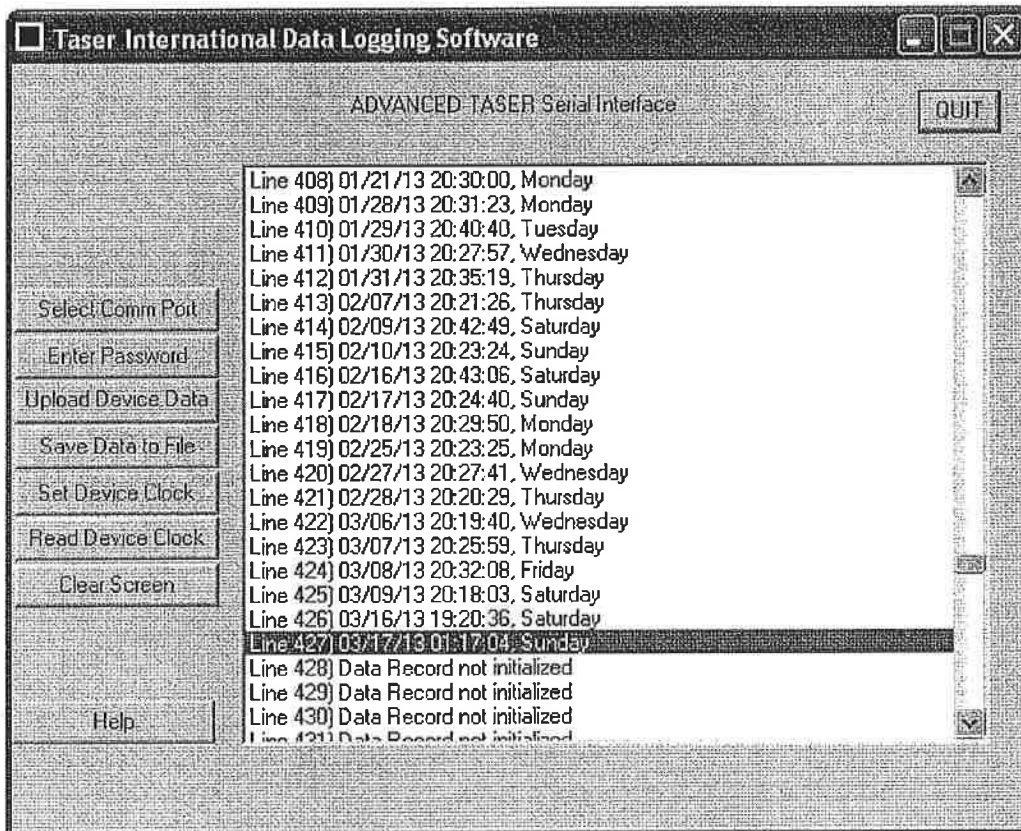 Taser International Data Logging Software
ADVANCED TASER Serial Interface
QUIT
Select Comm Port
Enter Password
Upload Device Data
Save Data to File
Set Device Clock
Read Device Clock
Clear Screen
Help
Line 408) 01/21/13 20:30:00, Monday
Line 409) 01/28/13 20:31:23, Monday
Line 410) 01/29/13 20:40:40, Tuesday
Line 411) 01/30/13 20:27:57, Wednesday
Line 412) 01/31/13 20:35:19, Thursday
Line 413) 02/07/13 20:21:26, Thursday
Line 414) 02/09/13 20:42:49, Saturday
Line 415) 02/10/13 20:23:24, Sunday
Line 416) 02/16/13 20:43:06, Saturday
Line 417) 02/17/13 20:24:40, Sunday
Line 418) 02/18/13 20:29:50, Monday
Line 419) 02/25/13 20:23:25, Monday
Line 420) 02/27/13 20:27:41, Wednesday
Line 421) 02/28/13 20:20:29, Thursday
Line 422) 03/06/13 20:19:40, Wednesday
Line 423) 03/07/13 20:25:59, Thursday
Line 424) 03/08/13 20:32:08, Friday
Line 425) 03/09/13 20:18:03, Saturday
Line 426) 03/16/13 19:20:36, Saturday
Line 427) 03/17/13 01:17:04, Sunday
Line 428) Data Record not initialized
Line 429) Data Record not initialized
Line 430) Data Record not initialized
Line 431) Data Record not initialized